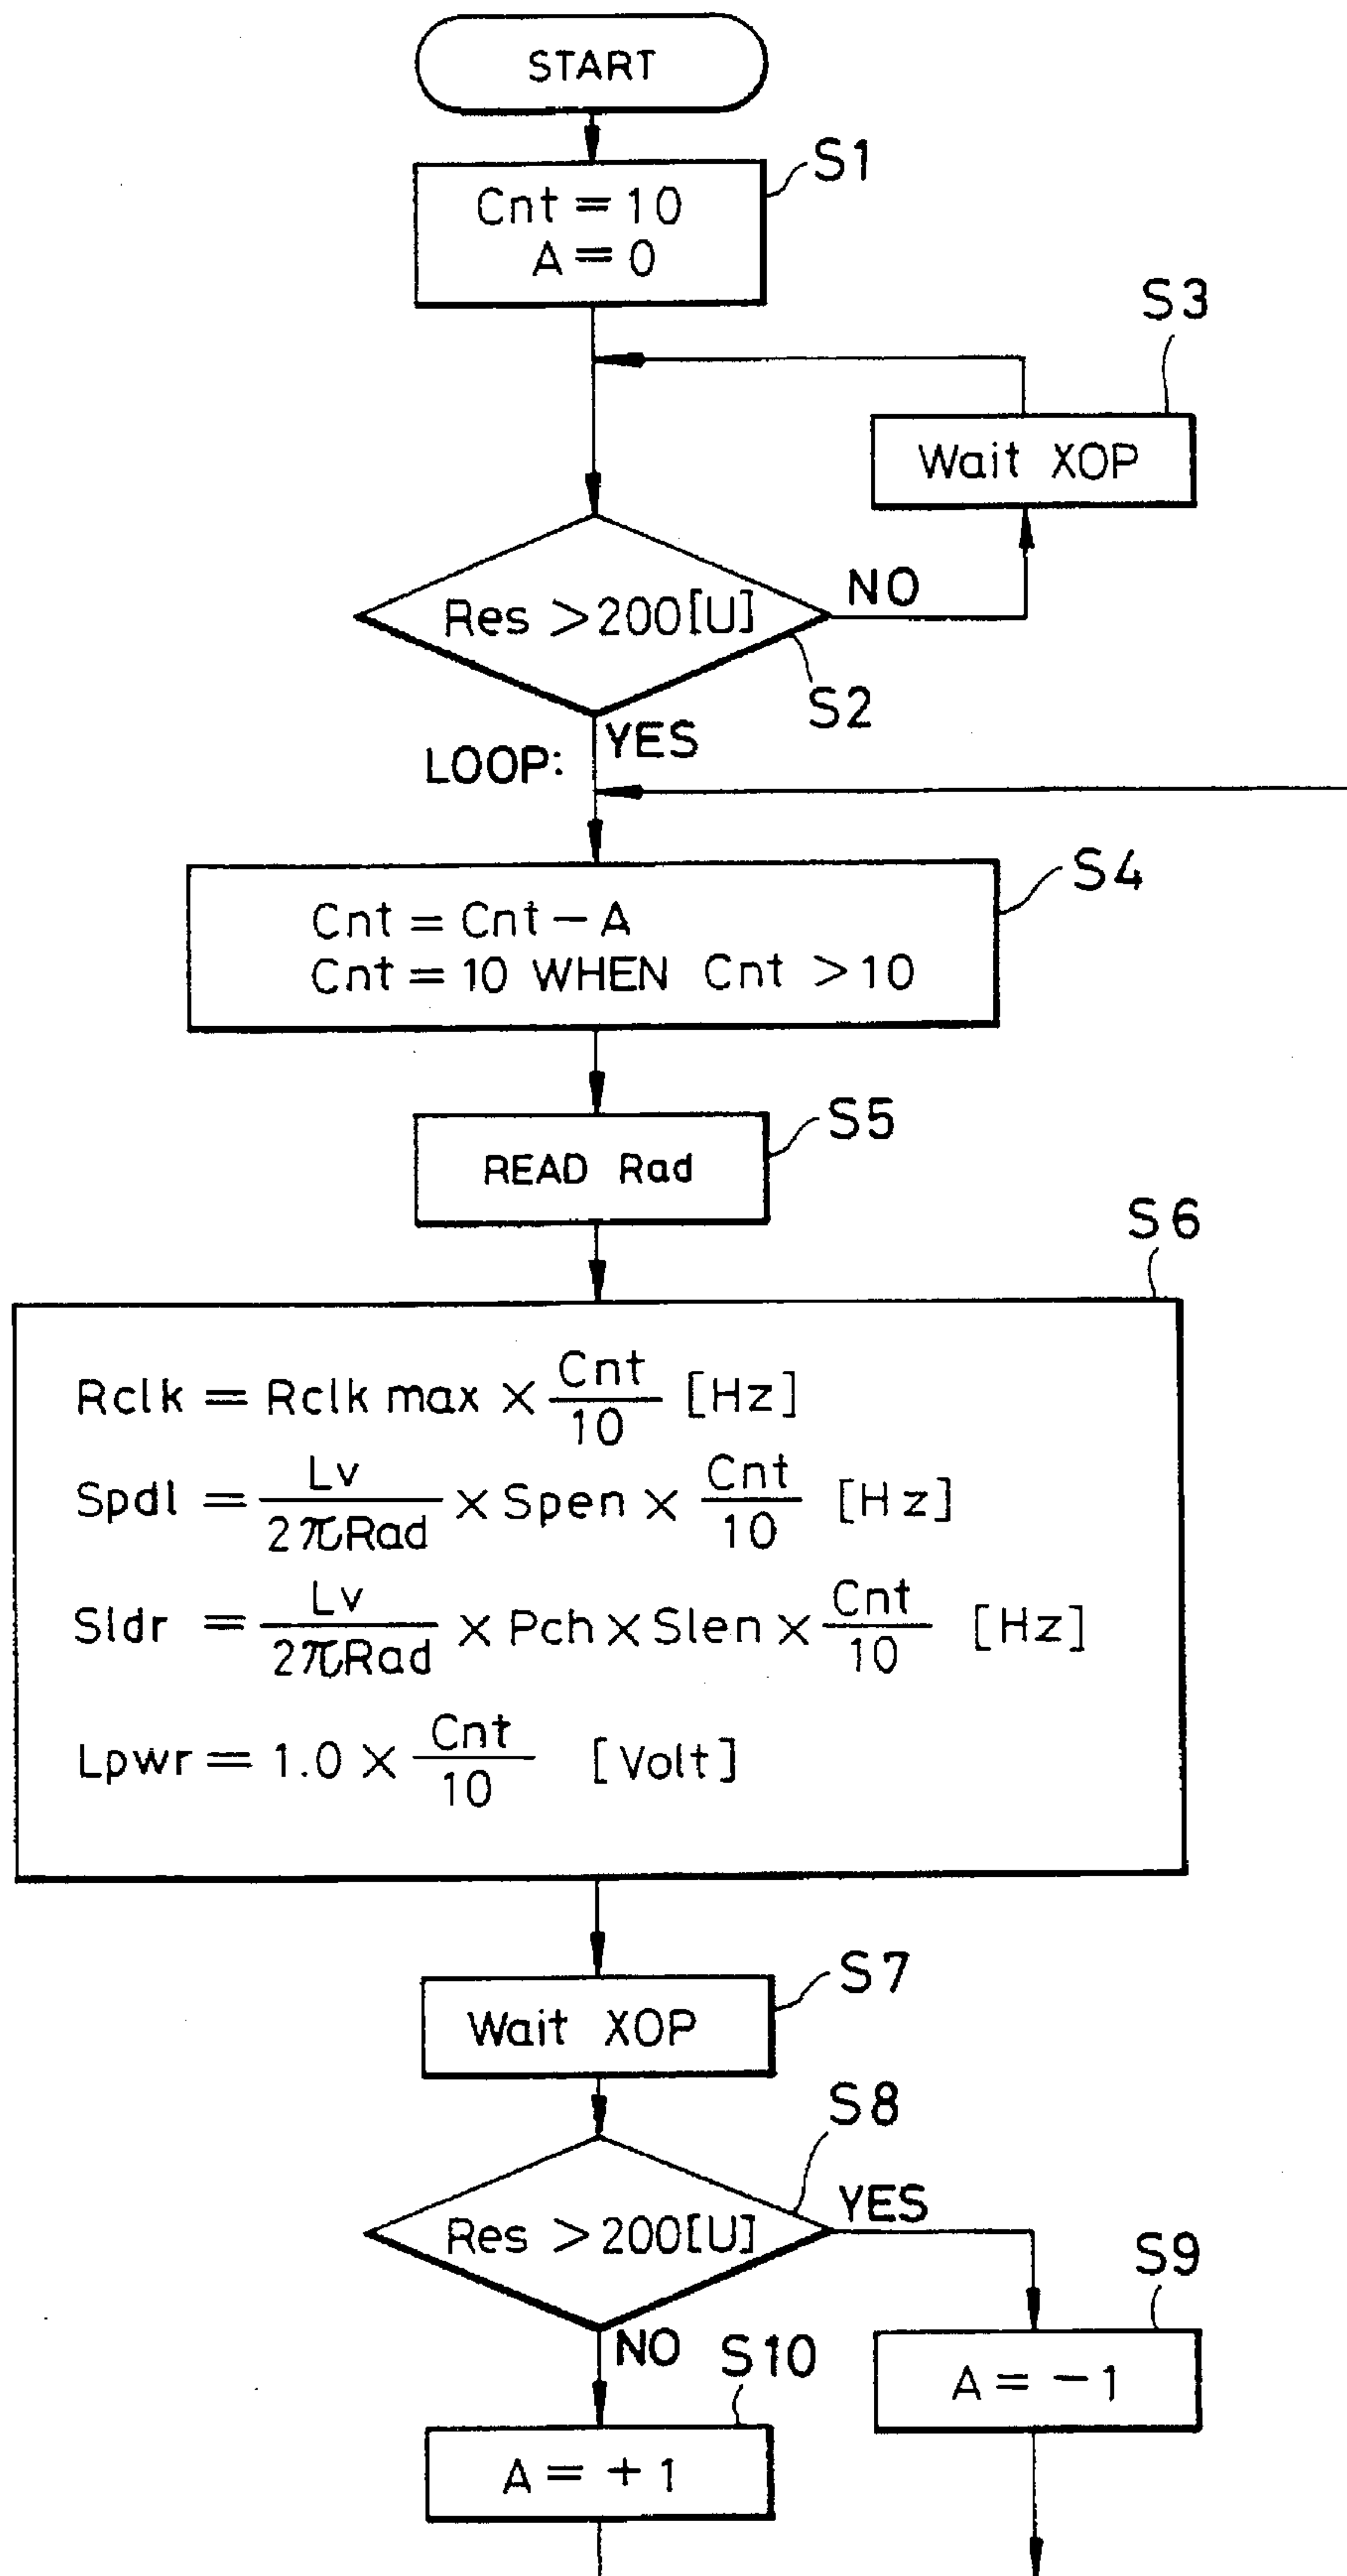 START
S1
Cnt = 10
A = 0
S3
Wait XOP
NO
Res > 200[U]
S2
YES
LOOP:
S4
Cnt = Cnt − A
Cnt = 10 WHEN Cnt > 10
S5
READ Rad
S6
Rclk = Rclk max × Cnt/10 [Hz]
Spdl = Lv/2πRad × Spen × Cnt/10 [Hz]
Sldr = Lv/2πRad × Pch × Slen × Cnt/10 [Hz]
Lpwr = 1.0 × Cnt/10 [Volt]
S7
Wait XOP
S8
YES
Res > 200[U]
S9
NO
S10
A = −1
A = +1